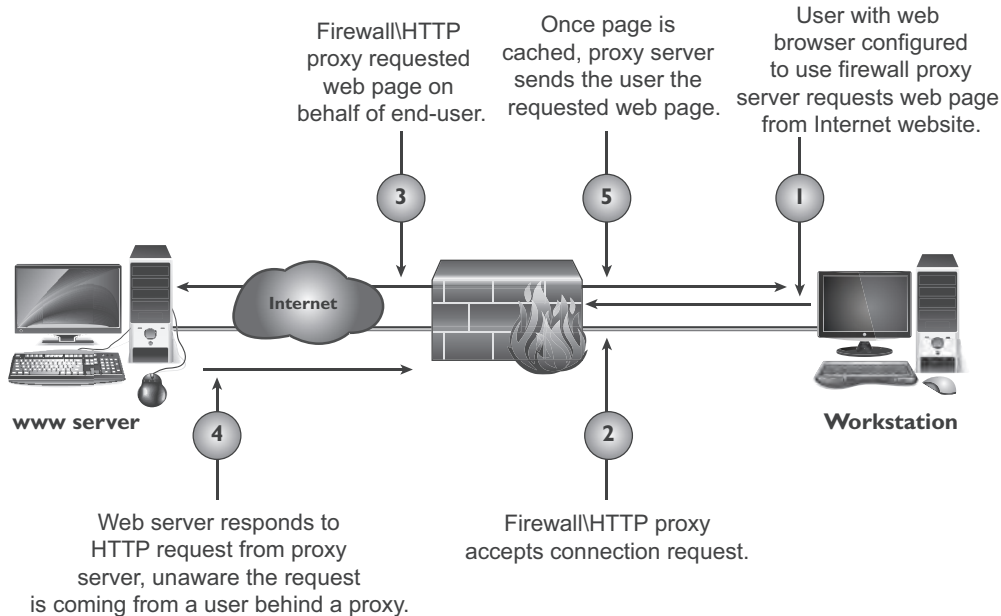 Firewall\HTTP
proxy requested
web page on
behalf of end-user.
Once page is
cached, proxy server
sends the user the
requested web page.
User with web
browser configured
to use firewall proxy
server requests web page
from Internet website.
3
5
1
Internet
www server
Workstation
4
2
Web server responds to
HTTP request from proxy
server, unaware the request
is coming from a user behind a proxy.
Firewall\HTTP proxy
accepts connection request.